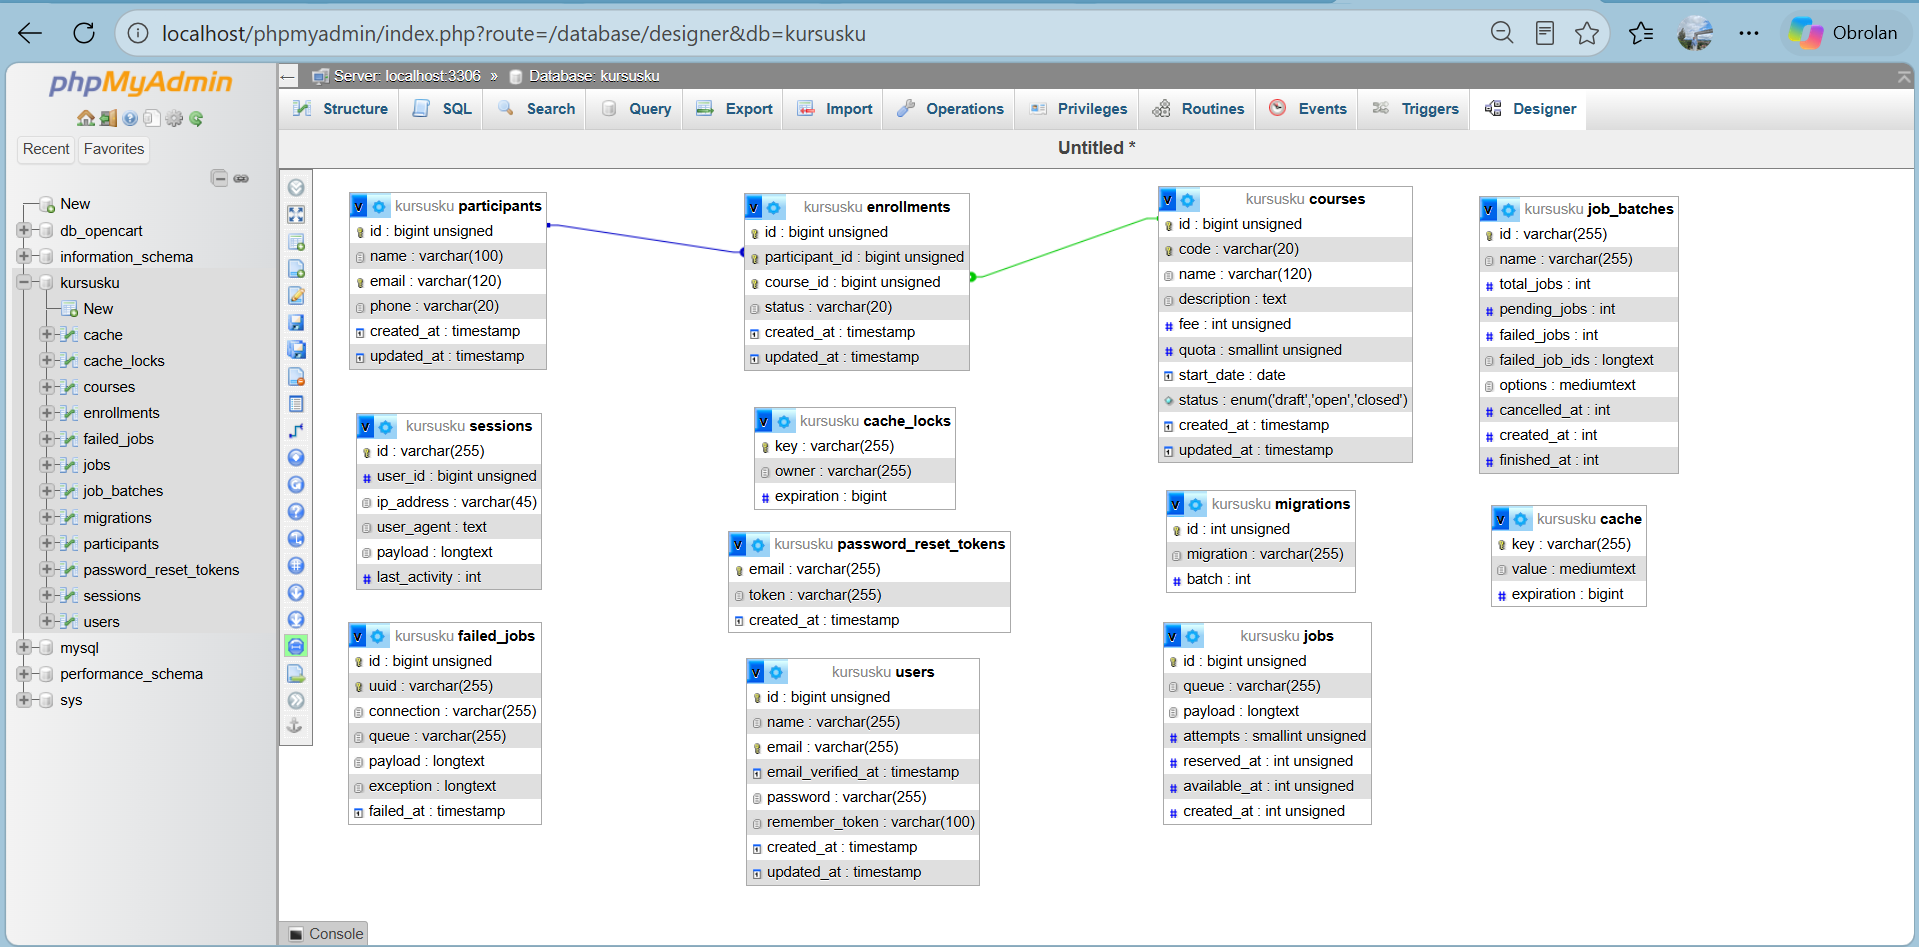 localhost/phpmyadmin/index.php?route=/database/designer&db=kursusku
Obrolan
phpMyAdmin
Recent
Favorites
New
db_opencart
information_schema
kursusku
New
cache
cache_locks
courses
enrollments
failed_jobs
jobs
job_batches
migrations
participants
password_reset_tokens
sessions
users
mysql
performance_schema
sys
Server: localhost:3306 » Database: kursusku
Structure
SQL
Search
Query
Export
Import
Operations
Privileges
Routines
Events
Triggers
Designer
Untitled *
v kursusku participants
id : bigint unsigned
name : varchar(100)
email : varchar(120)
phone : varchar(20)
created_at : timestamp
updated_at : timestamp
v kursusku enrollments
id : bigint unsigned
participant_id : bigint unsigned
course_id : bigint unsigned
status : varchar(20)
created_at : timestamp
updated_at : timestamp
v kursusku courses
id : bigint unsigned
code : varchar(20)
name : varchar(120)
description : text
fee : int unsigned
quota : smallint unsigned
start_date : date
status : enum('draft','open','closed')
created_at : timestamp
updated_at : timestamp
v kursusku job_batches
id : varchar(255)
name : varchar(255)
total_jobs : int
pending_jobs : int
failed_jobs : int
failed_job_ids : longtext
options : mediumtext
cancelled_at : int
created_at : int
finished_at : int
v kursusku sessions
id : varchar(255)
user_id : bigint unsigned
ip_address : varchar(45)
user_agent : text
payload : longtext
last_activity : int
v kursusku cache_locks
key : varchar(255)
owner : varchar(255)
expiration : bigint
v kursusku migrations
id : int unsigned
migration : varchar(255)
batch : int
v kursusku cache
key : varchar(255)
value : mediumtext
expiration : bigint
v kursusku password_reset_tokens
email : varchar(255)
token : varchar(255)
created_at : timestamp
v kursusku failed_jobs
id : bigint unsigned
uuid : varchar(255)
connection : varchar(255)
queue : varchar(255)
payload : longtext
exception : longtext
failed_at : timestamp
v kursusku users
id : bigint unsigned
name : varchar(255)
email : varchar(255)
email_verified_at : timestamp
password : varchar(255)
remember_token : varchar(100)
created_at : timestamp
updated_at : timestamp
v kursusku jobs
id : bigint unsigned
queue : varchar(255)
payload : longtext
attempts : smallint unsigned
reserved_at : int unsigned
available_at : int unsigned
created_at : int unsigned
Console